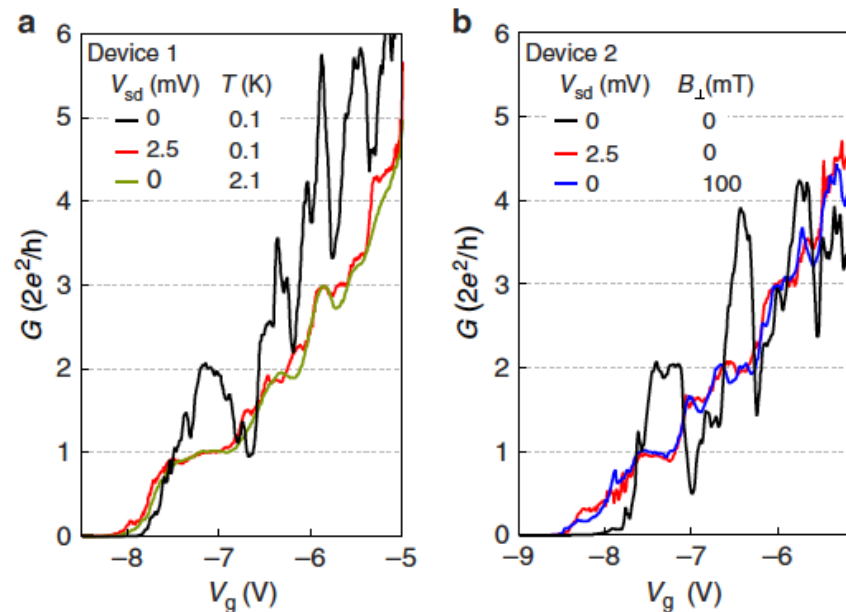 a
Device 1
V_sd (mV) T (K)
0 0.1
2.5 0.1
0 2.1
6
5
4
3
2
1
0
G (2e²/h)
−8 −7 −6 −5
V_g (V)
b
Device 2
V_sd (mV) B_⊥(mT)
0 0
2.5 0
0 100
6
5
4
3
2
1
0
G (2e²/h)
−9 −8 −7 −6
V_g (V)